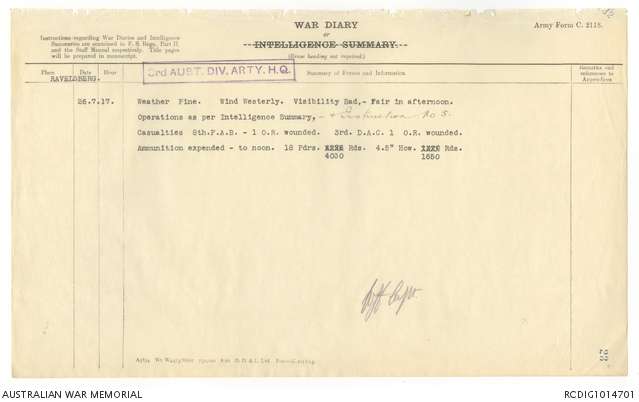 WAR DIARY
or
INTELLIGENCE SUMMARY
(Erase heading not required.)
Army Form C. 2118.
Instructions regarding War Diaries and Intelligence
Summaries are contained in F. S. Regs., Part II.
and the Staff Manual respectively. Title pages
will be prepared in manuscript.
3rd AUST. DIV. ARTY. H.Q.
Place Date Hour Summary of Events and Information
Remarks and
references to
Appendices
RAVELSBERG.
26.7.17. Weather Fine. Wind Westerly. Visibility Bad,- Fair in afternoon.
Operations as per Intelligence Summary,- + Instruction No 5.
Casualties 8th.F.A.B. - 1 O.R. wounded. 3rd. D.A.C. 1 O.R. wounded.
Ammunition expended - to noon. 18 Pdrs. Rds. 4.5" How. Rds.
4030 1650
22
AUSTRALIAN WAR MEMORIAL
RCDIG1014701